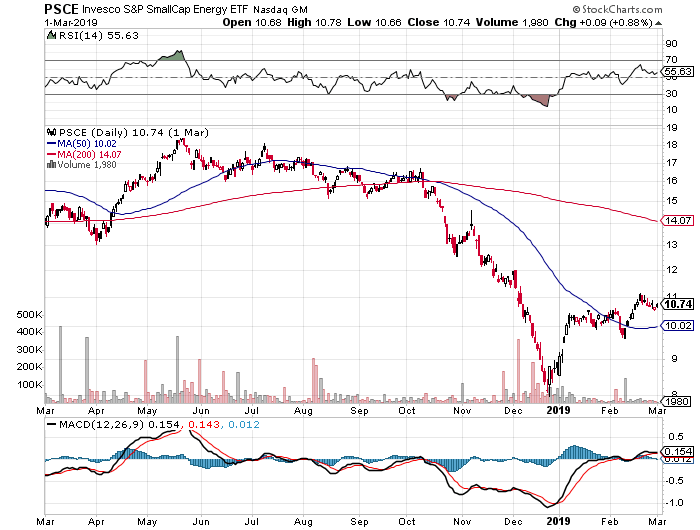 PSCE Invesco S&P SmallCap Energy ETF Nasdaq GM © StockCharts.com
1-Mar-2019 Open 10.68 High 10.78 Low 10.66 Close 10.74 Volume 1,980 Chg +0.09 (+0.88%)
RSI(14) 55.63
90
70
55.63
50
30
10
PSCE (Daily) 10.74 (1 Mar)
MA(50) 10.02
MA(200) 14.07
Volume 1,980
19
18
17
16
15
14.07
11
10.74
10.02
9
8
1980
500K
400K
300K
200K
100K
Mar Apr May Jun Jul Aug Sep Oct Nov Dec 2019 Feb Mar
MACD(12,26,9) 0.154, 0.143, 0.012
0.5
0.154
0.012
-0.5
-1.0
Mar Apr May Jun Jul Aug Sep Oct Nov Dec 2019 Feb Mar